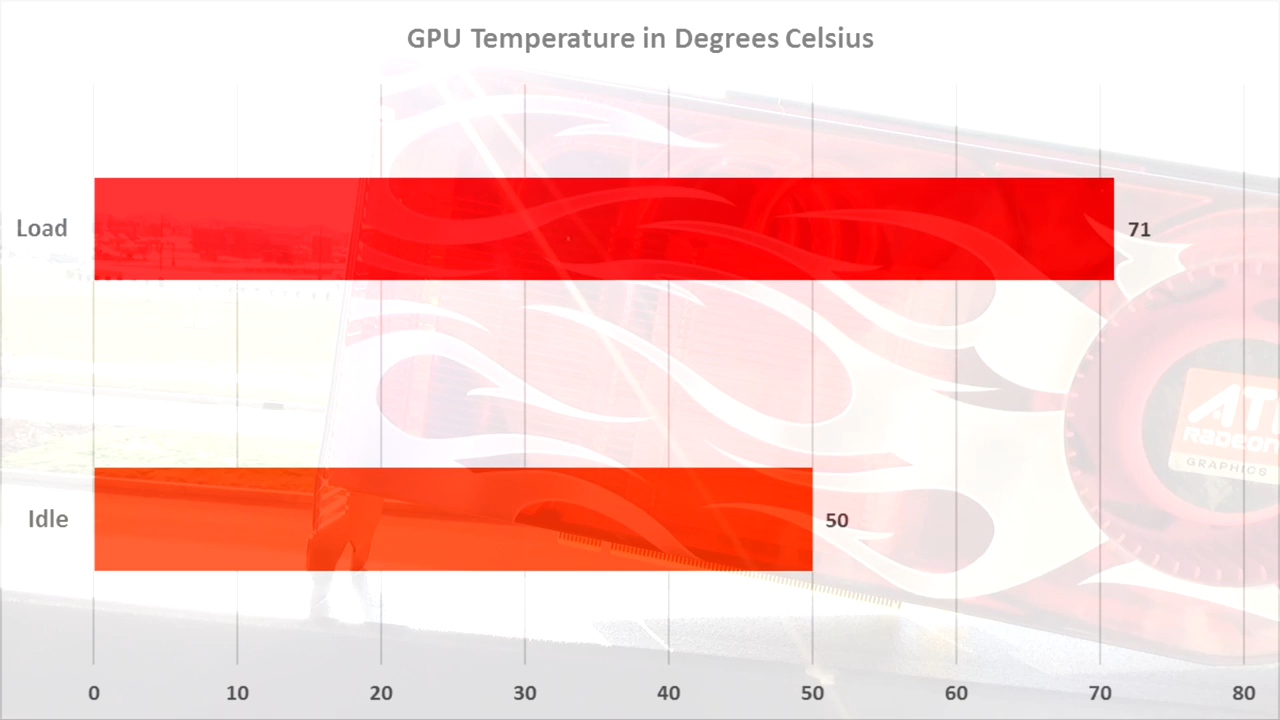 GPU Temperature in Degrees Celsius
Load
71
Idle
50
0 10 20 30 40 50 60 70 80
ATI
RADEON
GRAPHICS